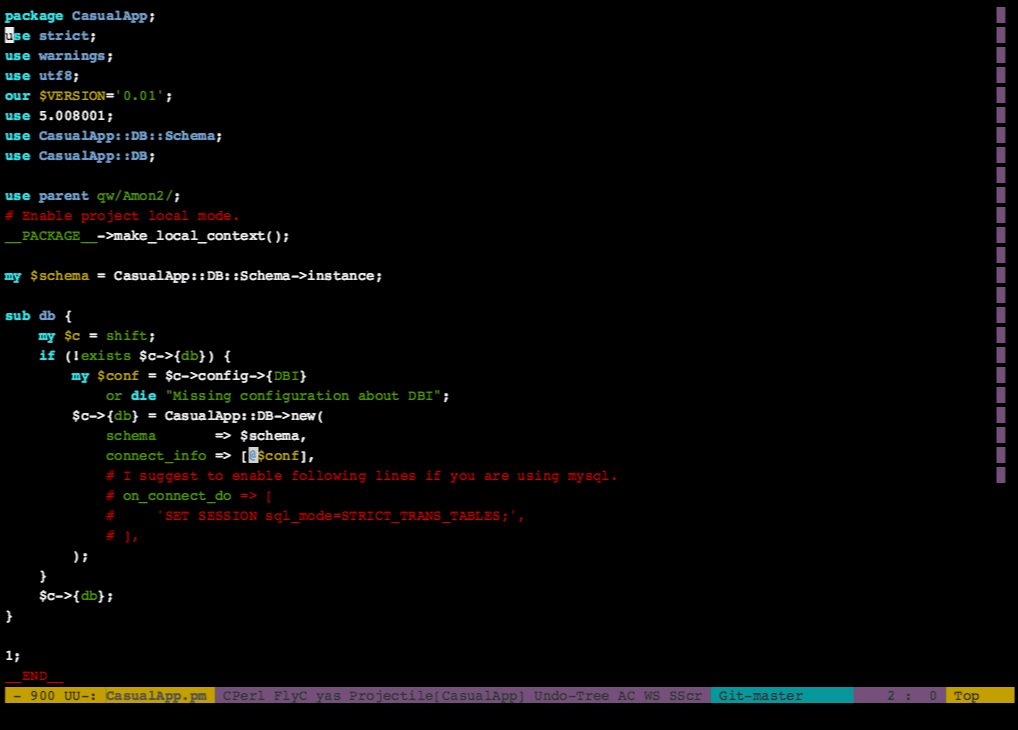 package CasualApp;
use strict;
use warnings;
use utf8;
our $VERSION='0.01';
use 5.008001;
use CasualApp::DB::Schema;
use CasualApp::DB;

use parent qw/Amon2/;
# Enable project local mode.
__PACKAGE__->make_local_context();

my $schema = CasualApp::DB::Schema->instance;

sub db {
    my $c = shift;
    if (!exists $c->{db}) {
        my $conf = $c->config->{DBI}
            or die "Missing configuration about DBI";
        $c->{db} = CasualApp::DB->new(
            schema       => $schema,
            connect_info => [@$conf],
            # I suggest to enable following lines if you are using mysql.
            # on_connect_do => [
            #     'SET SESSION sql_mode=STRICT_TRANS_TABLES;',
            # ],
        );
    }
    $c->{db};
}

1;
__END__
- 900 UU-: CasualApp.pm CPerl FlyC yas Projectile[CasualApp] Undo-Tree AC WS SScr Git-master 2 : 0 Top